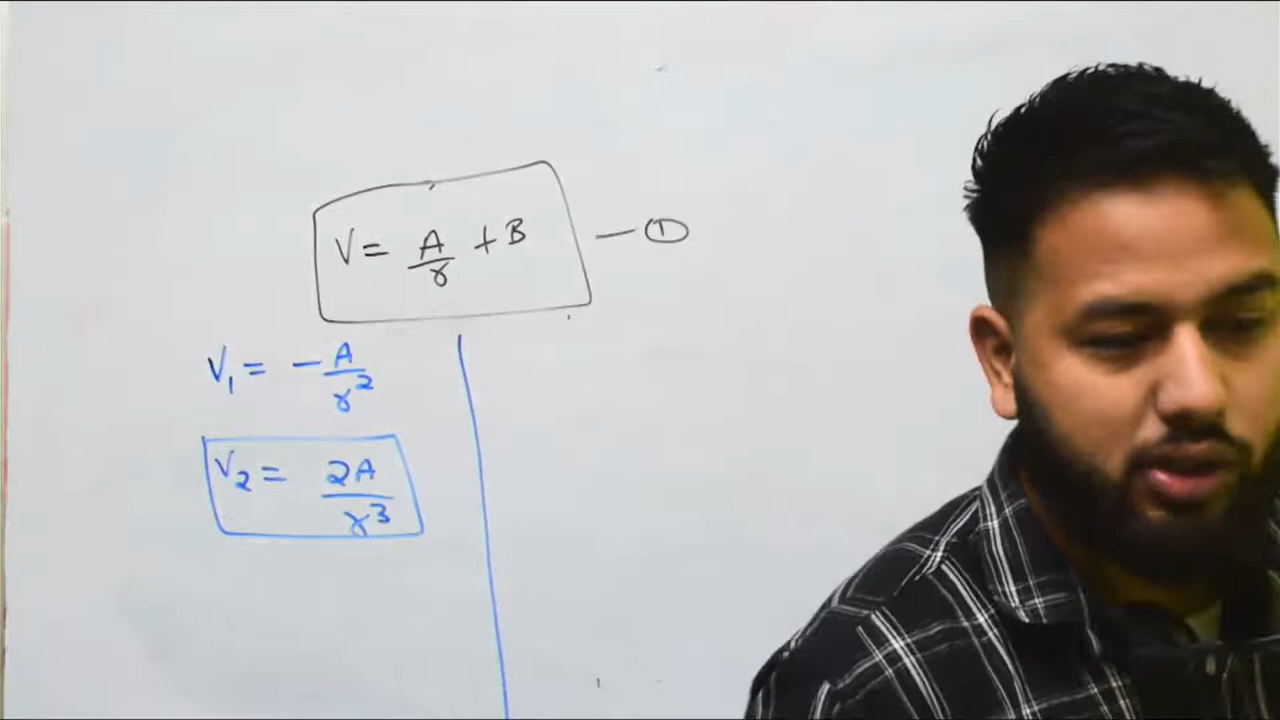 V = A/r + B — ①
V₁ = -A/r²
V₂ = 2A/r³